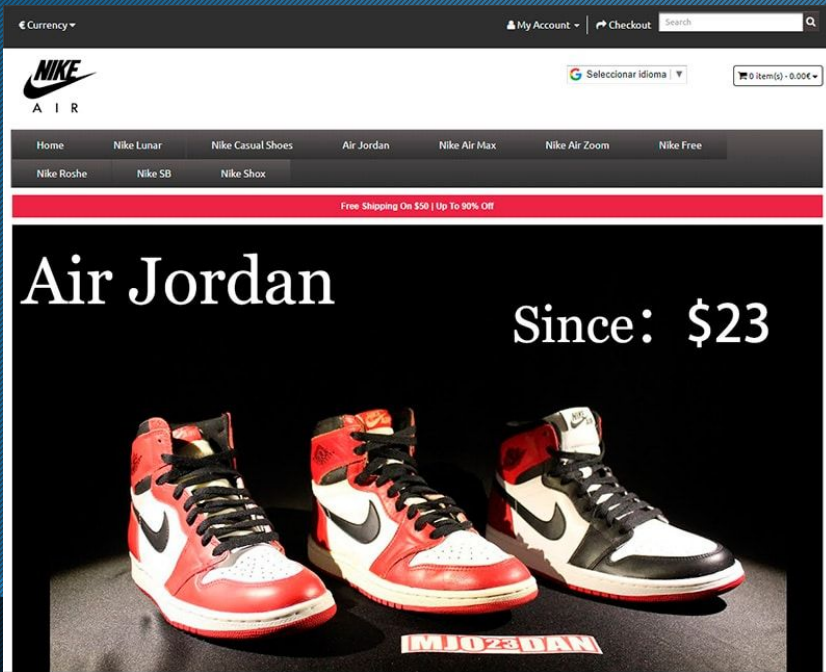 € Currency
My Account
Checkout
Search
NIKE
AIR
Seleccionar idioma
0 item(s) - 0.00€
Home
Nike Lunar
Nike Casual Shoes
Air Jordan
Nike Air Max
Nike Air Zoom
Nike Free
Nike Roshe
Nike SB
Nike Shox
Free Shipping On $50 | Up To 90% Off
Air Jordan
Since: $23
MJO23DAN